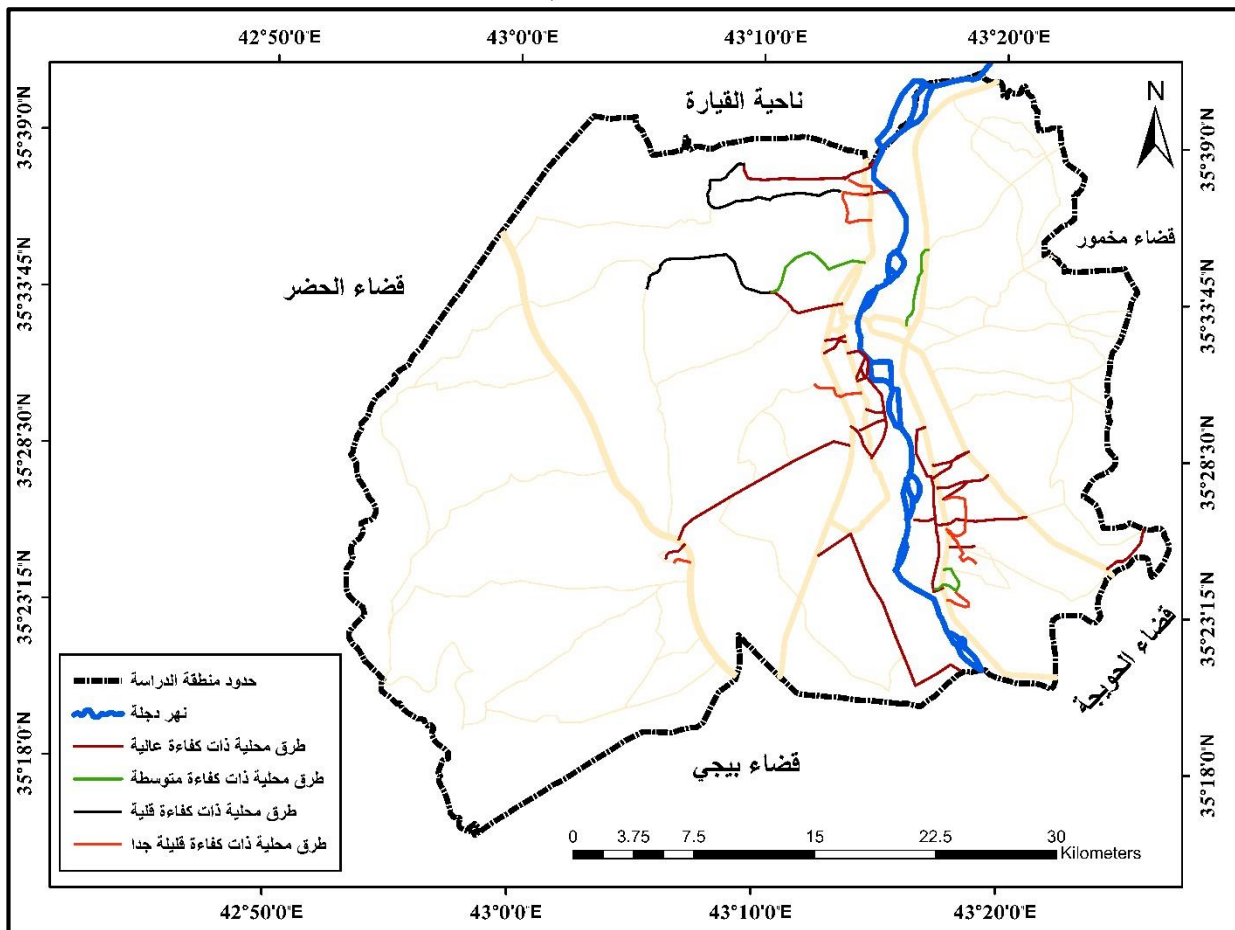 42°50'0"E 43°0'0"E 43°10'0"E 43°20'0"E
ناحية القيارة
N
35°39'0"N
35°39'0"N
قضاء مخمور
قضاء الحضر
35°33'45"N
35°33'45"N
35°28'30"N
35°28'30"N
35°23'15"N
35°23'15"N
قضاء الحويجة
قضاء بيجي
35°18'0"N
35°18'0"N
حدود منطقة الدراسة
نهر دجلة
طرق محلية ذات كفاءة عالية
طرق محلية ذات كفاءة متوسطة
طرق محلية ذات كفاءة قلية
طرق محلية ذات كفاءة قليلة جدا
0 3.75 7.5 15 22.5 30
Kilometers
42°50'0"E 43°0'0"E 43°10'0"E 43°20'0"E